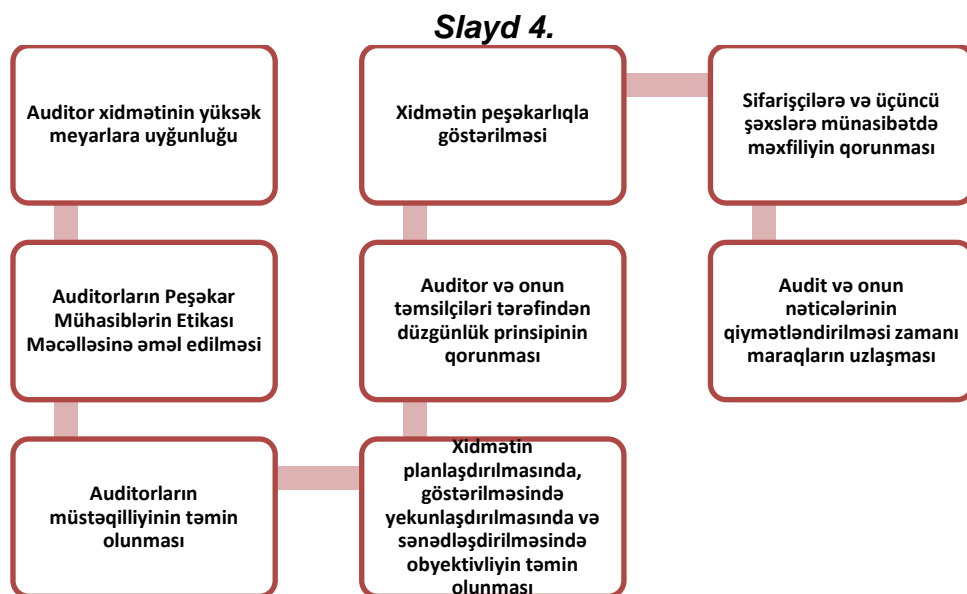 Slayd 4.
Auditor xidmətinin yüksək
meyarlara uyğunluğu
Auditorların Peşəkar
Mühasiblərin Etikası
Məcəlləsinə əməl edilməsi
Auditorların
müstəqilliyinin təmin
olunması
Xidmətin
planlaşdırılmasında,
göstərilməsində
yekunlaşdırılmasında və
sənədləşdirilməsində
obyektivliyin təmin
olunması
Auditor və onun
təmsilçiləri tərəfindən
düzgünlük prinsipinin
qorunması
Xidmətin peşəkarlıqla
göstərilməsi
Sifarişçilərə və üçüncü
şəxslərə münasibətdə
məxfiliyin qorunması
Audit və onun
nəticələrinin
qiymətləndirilməsi zamanı
maraqların uzlaşması